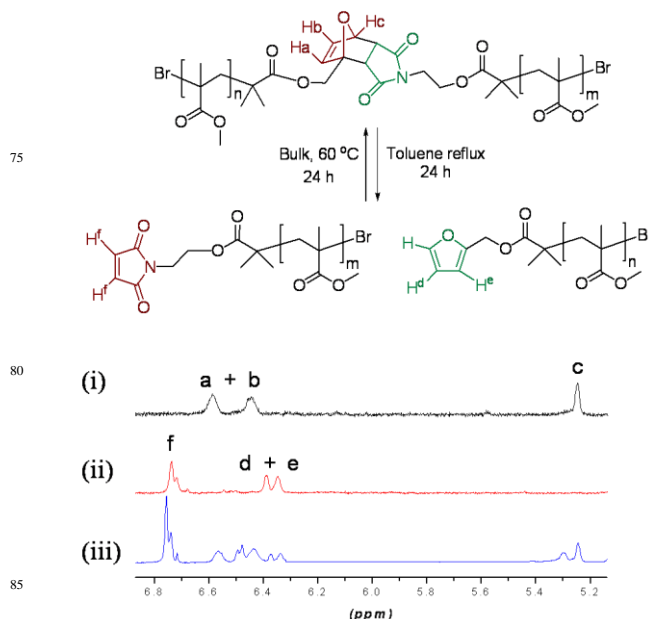 O
Hb
Hc
Ha
O
O
O
O
Br
n
O
N
O
Br
m
O
O
O
O
O
O
75
Bulk, 60 ºC
24 h
Toluene reflux
24 h
Hf
O
O
O
Br
N
O
m
H
O
O
O
B
n
Hf
O
O
O
Hd
He
O
O
80
(i)
a + b
c
f
(ii)
d + e
(iii)
85
6.8 6.6 6.4 6.2 6.0 5.8 5.6 5.4 5.2
(ppm)